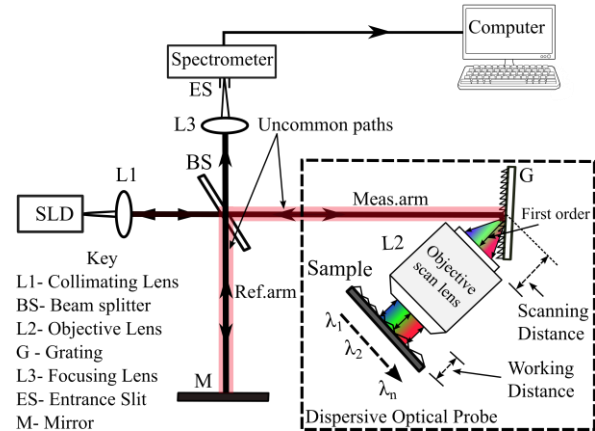 Computer
Spectrometer
ES
L3
Uncommon paths
BS
L1
G
SLD
Meas.arm
First order
L2
Objective
scan lens
Sample
Key
L1- Collimating Lens
BS- Beam splitter
L2- Objective Lens
G - Grating
L3- Focusing Lens
ES- Entrance Slit
M- Mirror
Ref.arm
M
Scanning
Distance
λ1
λ2
λn
Working
Distance
Dispersive Optical Probe